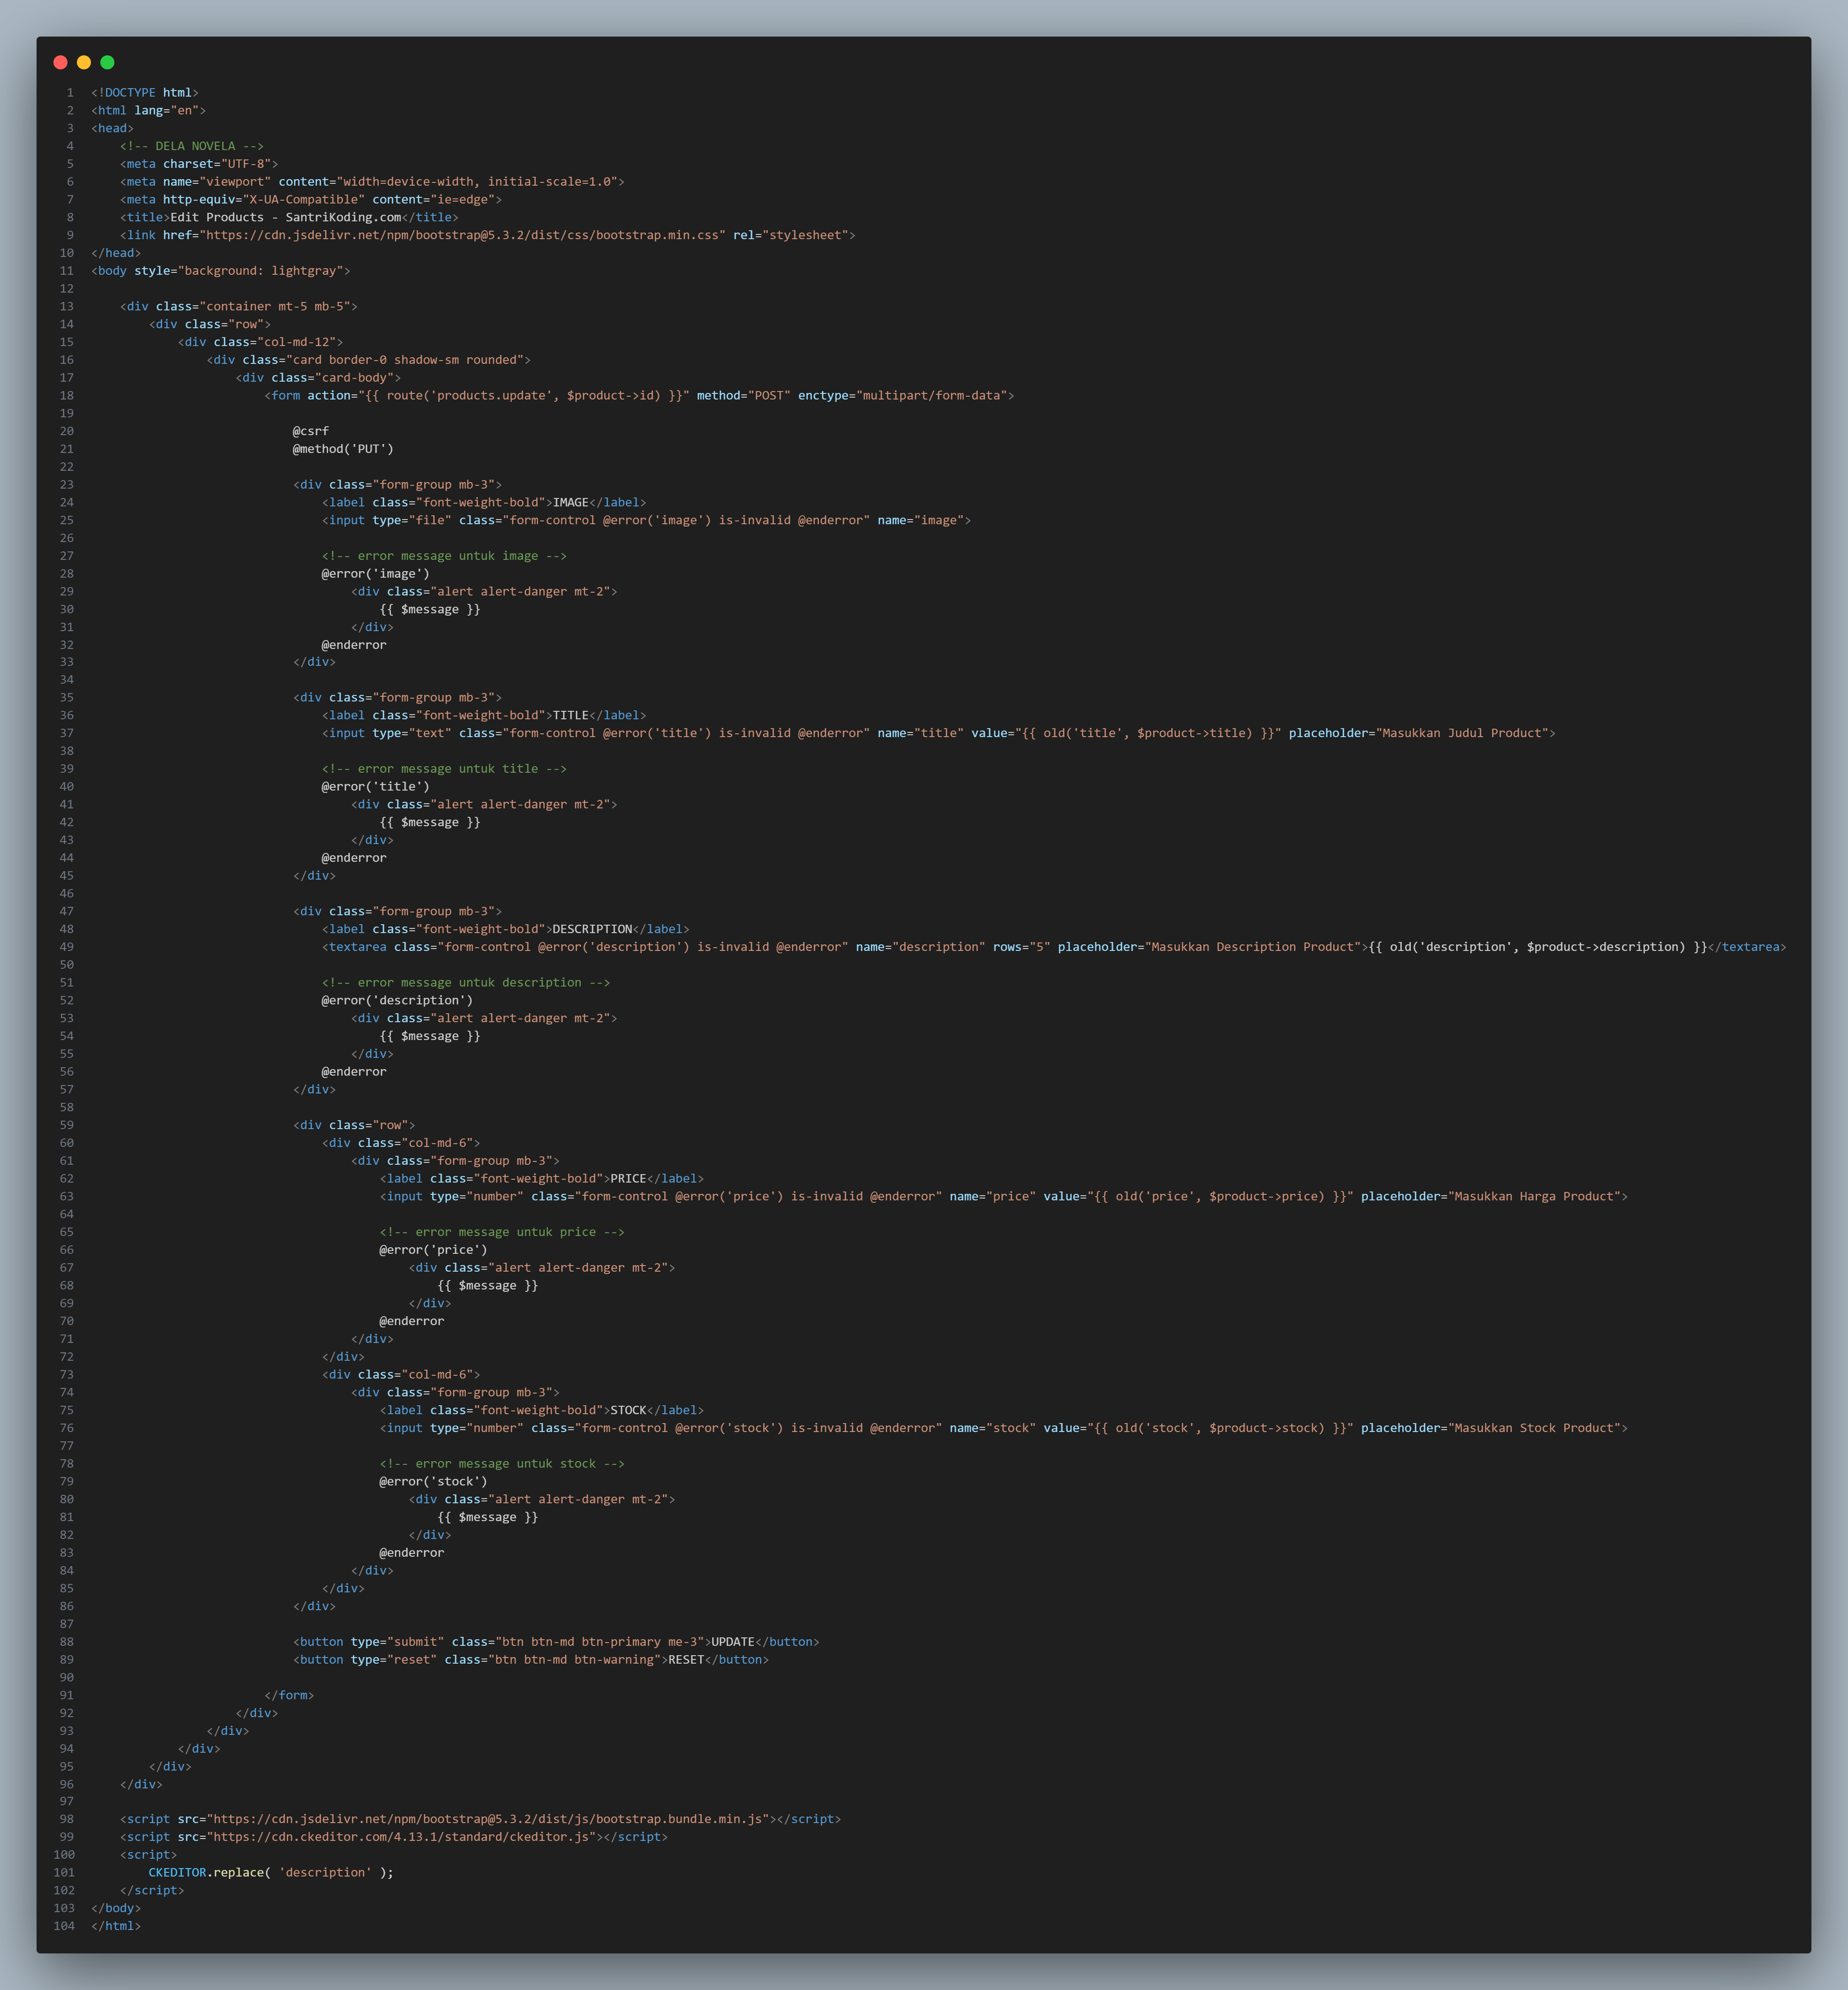 1 <!DOCTYPE html>
2 <html lang="en">
3 <head>
4     <!-- DELA NOVELA -->
5     <meta charset="UTF-8">
6     <meta name="viewport" content="width=device-width, initial-scale=1.0">
7     <meta http-equiv="X-UA-Compatible" content="ie=edge">
8     <title>Edit Products - SantriKoding.com</title>
9     <link href="https://cdn.jsdelivr.net/npm/bootstrap@5.3.2/dist/css/bootstrap.min.css" rel="stylesheet">
10 </head>
11 <body style="background: lightgray">
12
13     <div class="container mt-5 mb-5">
14         <div class="row">
15             <div class="col-md-12">
16                 <div class="card border-0 shadow-sm rounded">
17                     <div class="card-body">
18                         <form action="{{ route('products.update', $product->id) }}" method="POST" enctype="multipart/form-data">
19
20                             @csrf
21                             @method('PUT')
22
23                             <div class="form-group mb-3">
24                                 <label class="font-weight-bold">IMAGE</label>
25                                 <input type="file" class="form-control @error('image') is-invalid @enderror" name="image">
26
27                                 <!-- error message untuk image -->
28                                 @error('image')
29                                     <div class="alert alert-danger mt-2">
30                                         {{ $message }}
31                                     </div>
32                                 @enderror
33                             </div>
34
35                             <div class="form-group mb-3">
36                                 <label class="font-weight-bold">TITLE</label>
37                                 <input type="text" class="form-control @error('title') is-invalid @enderror" name="title" value="{{ old('title', $product->title) }}" placeholder="Masukkan Judul Product">
38
39                                 <!-- error message untuk title -->
40                                 @error('title')
41                                     <div class="alert alert-danger mt-2">
42                                         {{ $message }}
43                                     </div>
44                                 @enderror
45                             </div>
46
47                             <div class="form-group mb-3">
48                                 <label class="font-weight-bold">DESCRIPTION</label>
49                                 <textarea class="form-control @error('description') is-invalid @enderror" name="description" rows="5" placeholder="Masukkan Description Product">{{ old('description', $product->description) }}</textarea>
50
51                                 <!-- error message untuk description -->
52                                 @error('description')
53                                     <div class="alert alert-danger mt-2">
54                                         {{ $message }}
55                                     </div>
56                                 @enderror
57                             </div>
58
59                             <div class="row">
60                                 <div class="col-md-6">
61                                     <div class="form-group mb-3">
62                                         <label class="font-weight-bold">PRICE</label>
63                                         <input type="number" class="form-control @error('price') is-invalid @enderror" name="price" value="{{ old('price', $product->price) }}" placeholder="Masukkan Harga Product">
64
65                                         <!-- error message untuk price -->
66                                         @error('price')
67                                             <div class="alert alert-danger mt-2">
68                                                 {{ $message }}
69                                             </div>
70                                         @enderror
71                                     </div>
72                                 </div>
73                                 <div class="col-md-6">
74                                     <div class="form-group mb-3">
75                                         <label class="font-weight-bold">STOCK</label>
76                                         <input type="number" class="form-control @error('stock') is-invalid @enderror" name="stock" value="{{ old('stock', $product->stock) }}" placeholder="Masukkan Stock Product">
77
78                                         <!-- error message untuk stock -->
79                                         @error('stock')
80                                             <div class="alert alert-danger mt-2">
81                                                 {{ $message }}
82                                             </div>
83                                         @enderror
84                                     </div>
85                                 </div>
86                             </div>
87
88                             <button type="submit" class="btn btn-md btn-primary me-3">UPDATE</button>
89                             <button type="reset" class="btn btn-md btn-warning">RESET</button>
90
91                         </form>
92                     </div>
93                 </div>
94             </div>
95         </div>
96     </div>
97
98     <script src="https://cdn.jsdelivr.net/npm/bootstrap@5.3.2/dist/js/bootstrap.bundle.min.js"></script>
99     <script src="https://cdn.ckeditor.com/4.13.1/standard/ckeditor.js"></script>
100     <script>
101         CKEDITOR.replace( 'description' );
102     </script>
103 </body>
104 </html>